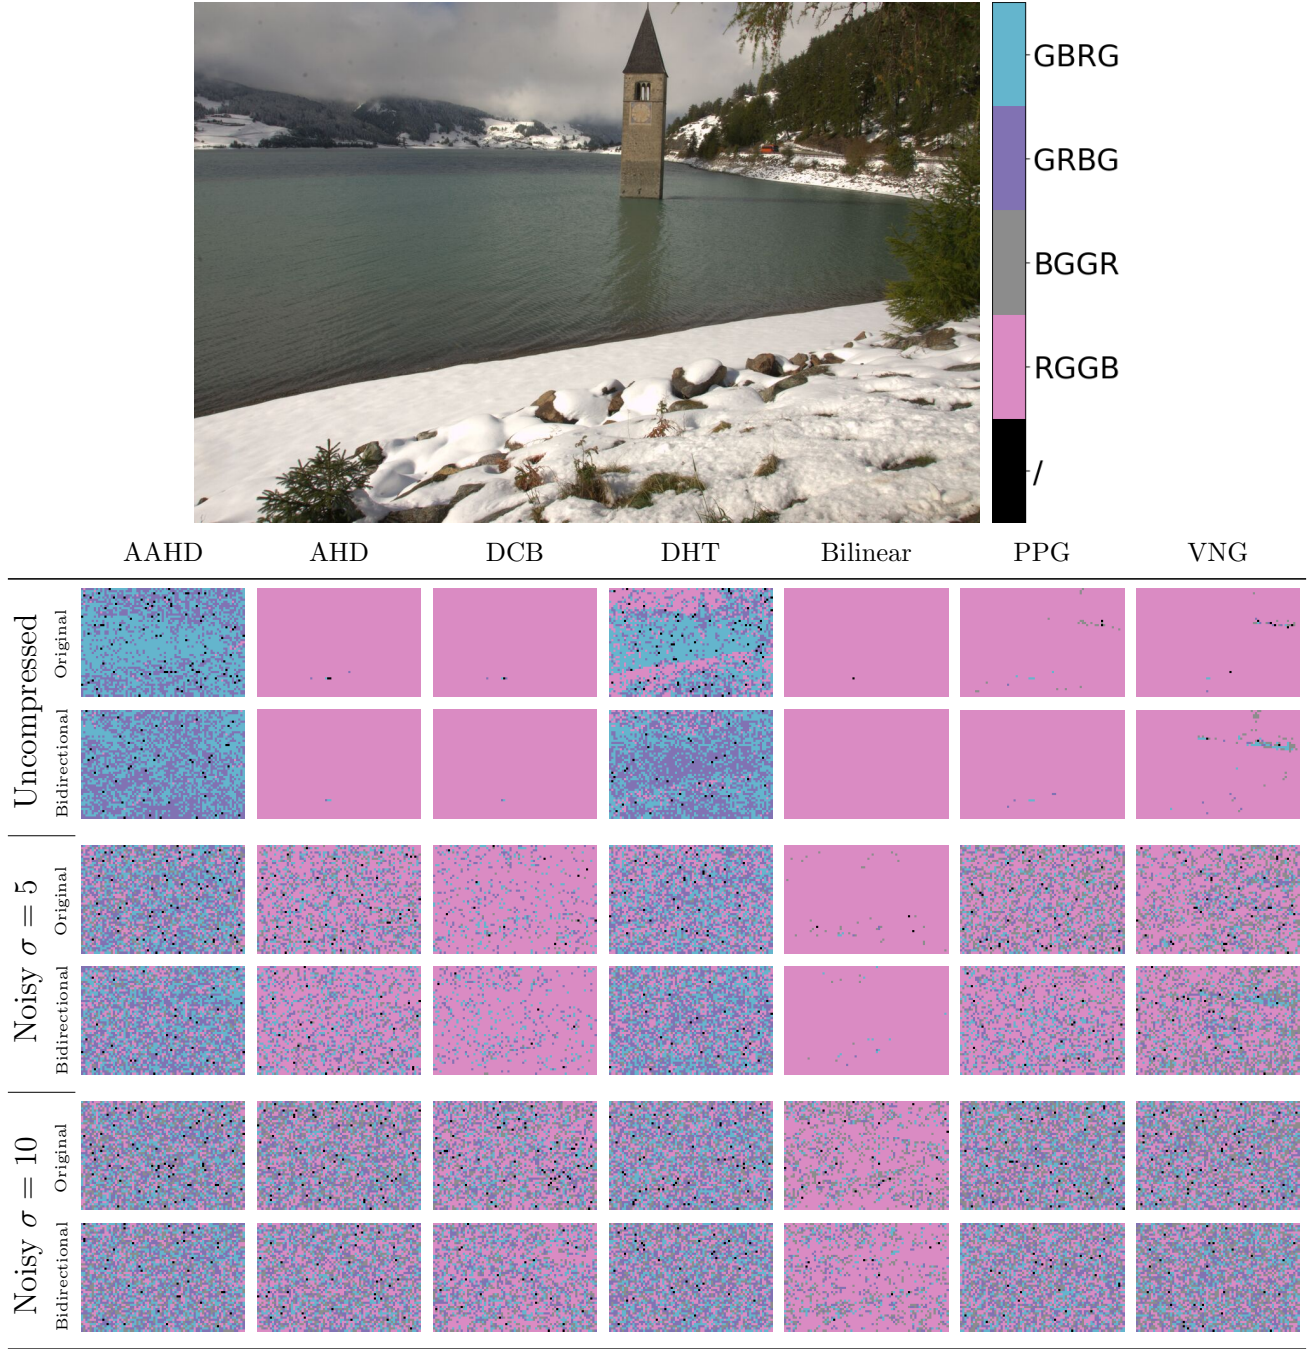 GBRG
GRBG
BGGR
RGGB
/
AAHD AHD DCB DHT Bilinear PPG VNG
Uncompressed
Original
Bidirectional
Noisy σ = 5
Original
Bidirectional
Noisy σ = 10
Original
Bidirectional